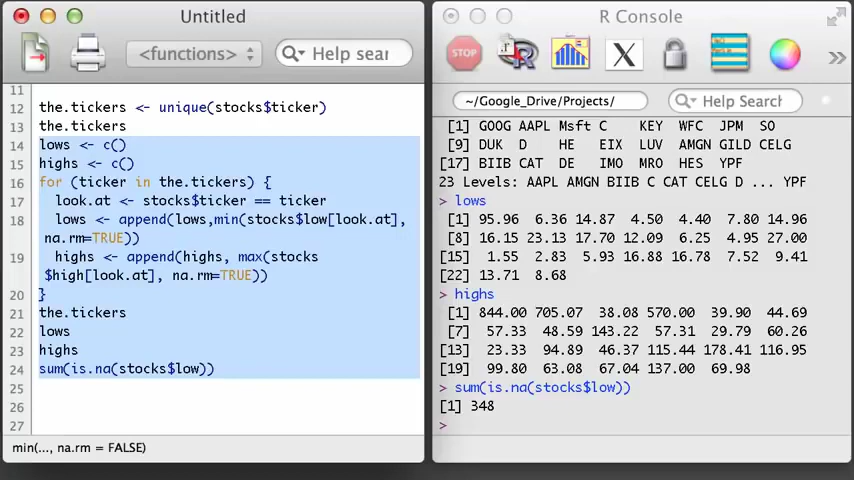 Untitled
<functions>
Help sear
11
12 the.tickers <- unique(stocks$ticker)
13 the.tickers
14 lows <- c()
15 highs <- c()
16 for (ticker in the.tickers) {
17 look.at <- stocks$ticker == ticker
18 lows <- append(lows,min(stocks$low[look.at],
na.rm=TRUE))
19 highs <- append(highs, max(stocks
$high[look.at], na.rm=TRUE))
20 }
21 the.tickers
22 lows
23 highs
24 sum(is.na(stocks$low))
25
26
27
min(..., na.rm = FALSE)
R Console
STOP
R
X
~/Google_Drive/Projects/
Help Search
[1] GOOG AAPL Msft C KEY WFC JPM SO
[9] DUK D HE EIX LUV AMGN GILD CELG
[17] BIIB CAT DE IMO MRO HES YPF
23 Levels: AAPL AMGN BIIB C CAT CELG D ... YPF
> lows
[1] 95.96 6.36 14.87 4.50 4.40 7.80 14.96
[8] 16.15 23.13 17.70 12.09 6.25 4.95 27.00
[15] 1.55 2.83 5.93 16.88 16.78 7.52 9.41
[22] 13.71 8.68
> highs
[1] 844.00 705.07 38.08 570.00 39.90 44.69
[7] 57.33 48.59 143.22 57.31 29.79 60.26
[13] 23.33 94.89 46.37 115.44 178.41 116.95
[19] 99.80 63.08 67.04 137.00 69.98
> sum(is.na(stocks$low))
[1] 348
>